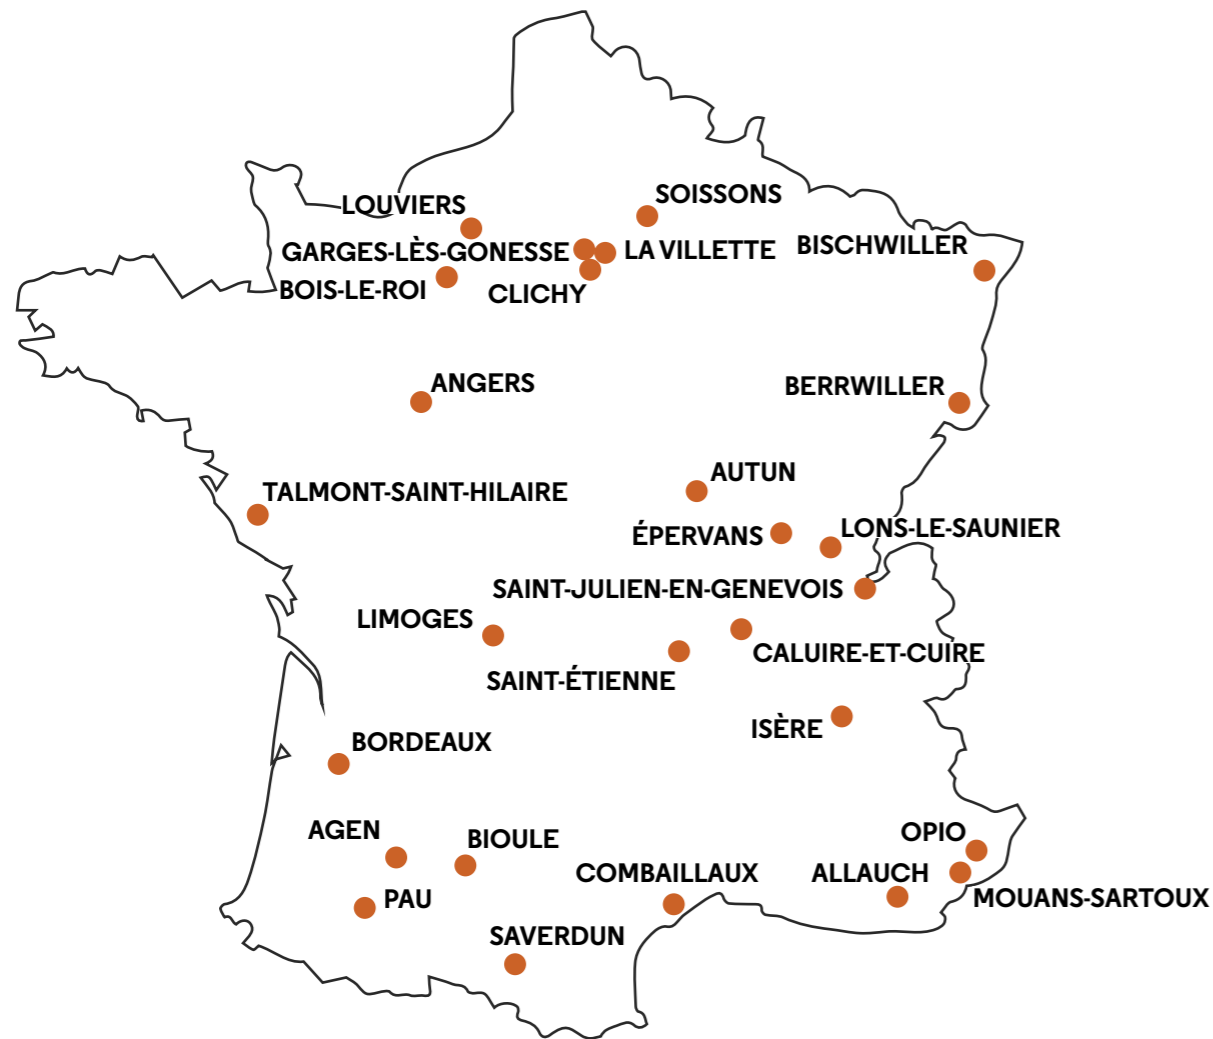 SOISSONS
LOUVIERS
BISCHWILLER
GARGES-LÈS-GONESSE
LA VILLETTE
BOIS-LE-ROI
CLICHY
ANGERS
BERRWILLER
AUTUN
TALMONT-SAINT-HILAIRE
LONS-LE-SAUNIER
ÉPERVANS
SAINT-JULIEN-EN-GENEVOIS
LIMOGES
CALUIRE-ET-CUIRE
SAINT-ÉTIENNE
ISÈRE
BORDEAUX
AGEN
OPIO
BIOULE
COMBAILLAUX
ALLAUCH
PAU
MOUANS-SARTOUX
SAVERDUN